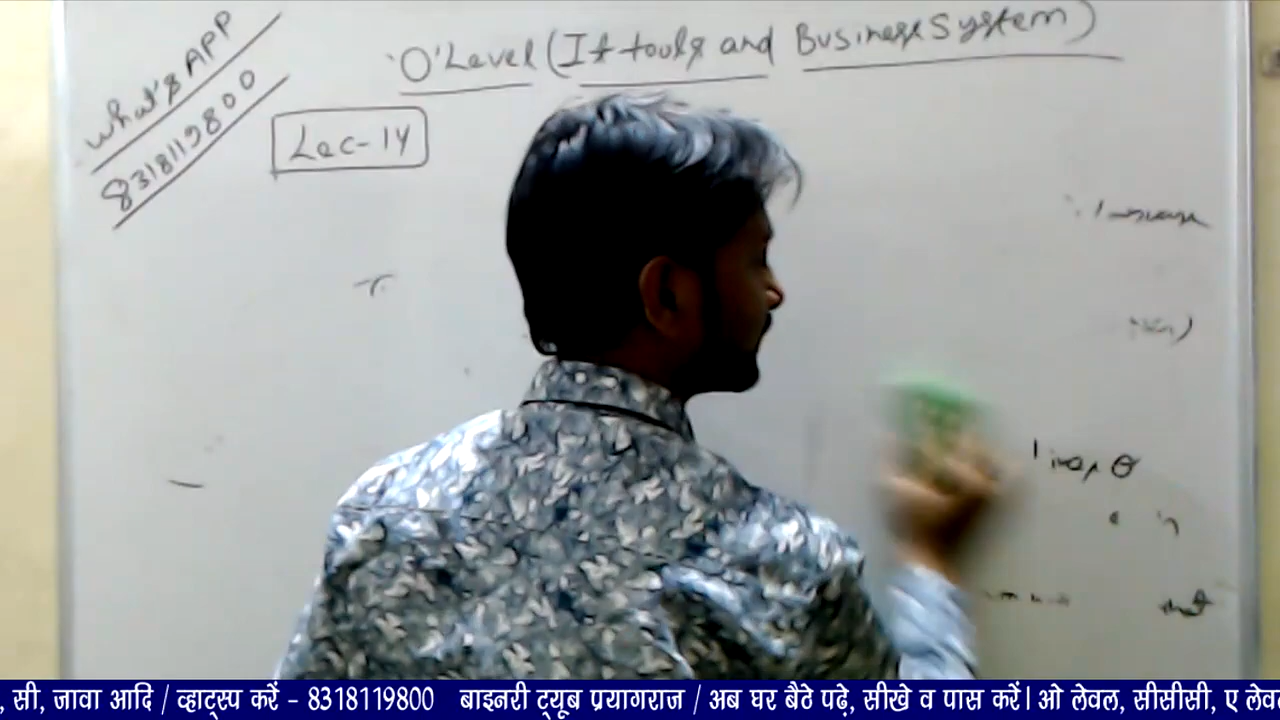 'O'Level (It tools and Business System)
what's APP
8318119800
Lec-14
, सी, जावा आदि / व्हाट्स्प करें - 8318119800 बाइनरी ट्यूब प्रयागराज / अब घर बैठे पढ़े, सीखे व पास करें। ओ लेवल, सीसीसी, ए लेव